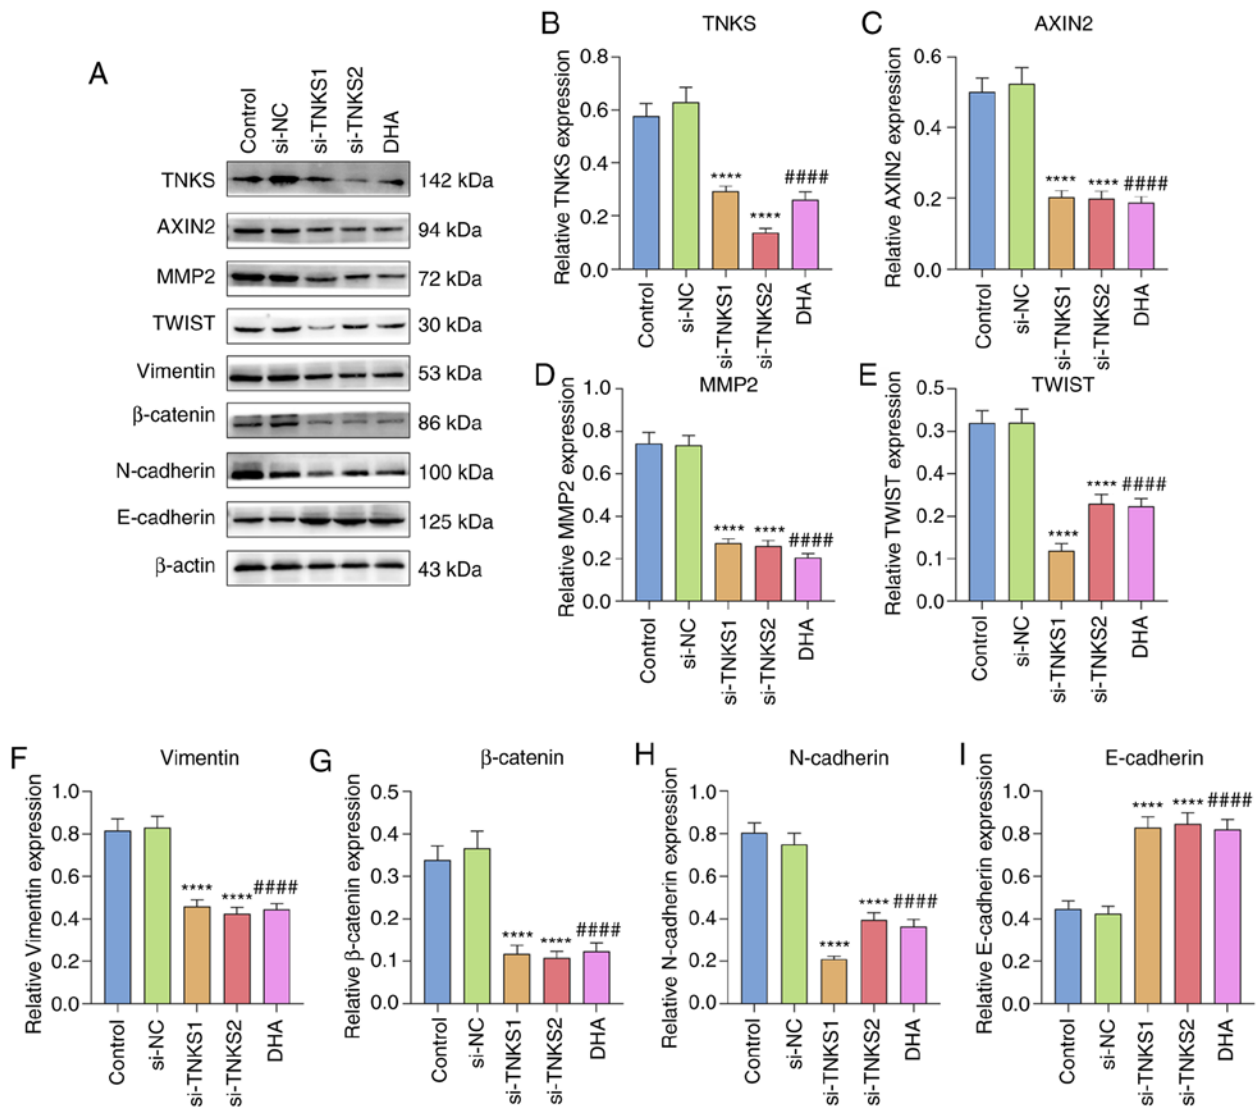 A
Control
si-NC
si-TNKS1
si-TNKS2
DHA
TNKS 142 kDa
AXIN2 94 kDa
MMP2 72 kDa
TWIST 30 kDa
Vimentin 53 kDa
β-catenin 86 kDa
N-cadherin 100 kDa
E-cadherin 125 kDa
β-actin 43 kDa
B
TNKS
Relative TNKS expression
0.8
0.6
0.4
0.2
0.0
****
****
####
Control
si-NC
si-TNKS1
si-TNKS2
DHA
C
AXIN2
Relative AXIN2 expression
0.6
0.4
0.2
0.0
****
****
####
Control
si-NC
si-TNKS1
si-TNKS2
DHA
D
MMP2
Relative MMP2 expression
1.0
0.8
0.6
0.4
0.2
0.0
****
****
####
Control
si-NC
si-TNKS1
si-TNKS2
DHA
E
TWIST
Relative TWIST expression
0.5
0.3
0.4
0.2
0.1
0.0
****
****
####
Control
si-NC
si-TNKS1
si-TNKS2
DHA
F
Vimentin
Relative Vimentin expression
1.0
0.8
0.6
0.4
0.2
0.0
****
****
####
Control
si-NC
si-TNKS1
si-TNKS2
DHA
G
β-catenin
Relative β-catenin expression
0.5
0.4
0.3
0.2
0.1
0.0
****
****
####
Control
si-NC
si-TNKS1
si-TNKS2
DHA
H
N-cadherin
Relative N-cadherin expression
1.0
0.8
0.6
0.4
0.2
0.0
****
****
####
Control
si-NC
si-TNKS1
si-TNKS2
DHA
I
E-cadherin
Relative E-cadherin expression
1.0
0.8
0.6
0.4
0.2
0.0
****
****
####
Control
si-NC
si-TNKS1
si-TNKS2
DHA